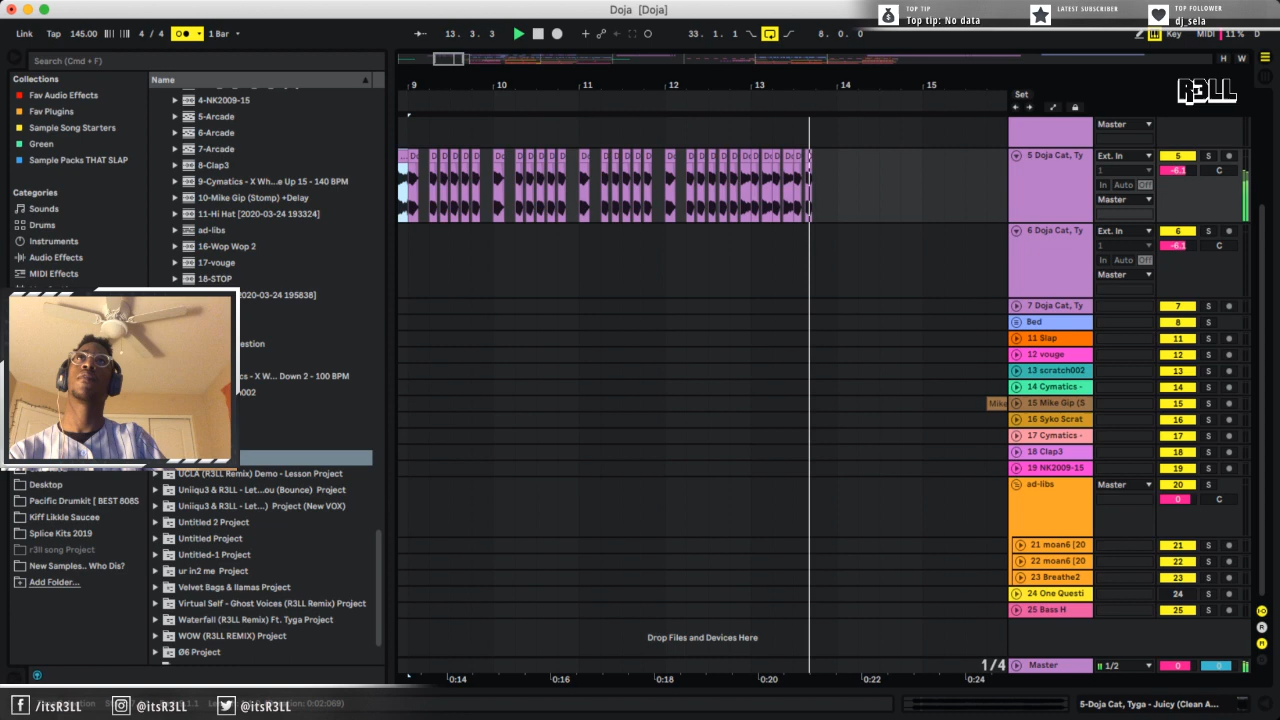 Doja [Doja]
TOP TIP
Top tip: No data
LATEST SUBSCRIBER
TOP FOLLOWER
dj_sela
Link
Tap
145.00
4 / 4
1 Bar
13. 3. 3
33. 1. 1
8. 0. 0
Key
MIDI
11 %
D
Search (Cmd + F)
Collections
Fav Audio Effects
Fav Plugins
Sample Song Starters
Green
Sample Packs THAT SLAP
Categories
Sounds
Drums
Instruments
Audio Effects
MIDI Effects
Desktop
Pacific Drumkit [ BEST 808S
Kiff Likkle Saucee
Splice Kits 2019
r3ll song Project
New Samples.. Who Dis?
Add Folder...
Name
4-NK2009-15
5-Arcade
6-Arcade
7-Arcade
8-Clap3
9-Cymatics - X Wh...e Up 15 - 140 BPM
10-Mike Gip (Stomp) +Delay
11-Hi Hat [2020-03-24 193324]
ad-libs
16-Wop Wop 2
17-vouge
18-STOP
020-03-24 195838]
estion
cs - X W... Down 2 - 100 BPM
002
UCLA (R3LL Remix) Demo - Lesson Project
Uniiqu3 & R3LL - Let...ou (Bounce) Project
Uniiqu3 & R3LL - Let...) Project (New VOX)
Untitled 2 Project
Untitled Project
Untitled-1 Project
ur in2 me Project
Velvet Bags & llamas Project
Virtual Self - Ghost Voices (R3LL Remix) Project
Waterfall (R3LL REMIX) Ft. Tyga Project
WOW (R3LL REMIX) Project
Ø6 Project
H
W
9
10
11
12
13
14
15
Set
R3LL
Master
5 Doja Cat, Ty
Ext. In
5
S
1
-6.1
C
In
Auto
Off
Master
6 Doja Cat, Ty
Ext. In
6
S
1
-6.1
C
In
Auto
Off
Master
7 Doja Cat, Ty
7
S
Bed
8
S
11 Slap
11
S
12 vouge
12
S
13 scratch002
13
S
14 Cymatics -
14
S
Mike
15 Mike Gip (S
15
S
16 Syko Scrat
16
S
17 Cymatics -
17
S
18 Clap3
18
S
19 NK2009-15
19
S
ad-libs
Master
20
S
0
C
21 moan6 [20
21
S
22 moan6 [20
22
S
23 Breathe2
23
S
24 One Questi
24
S
25 Bass H
25
S
Drop Files and Devices Here
1/4
Master
1/2
0
0
0:14
0:16
0:18
0:20
0:22
0:24
/itsR3LL
@itsR3LL
@itsR3LL
5-Doja Cat, Tyga - Juicy (Clean A...